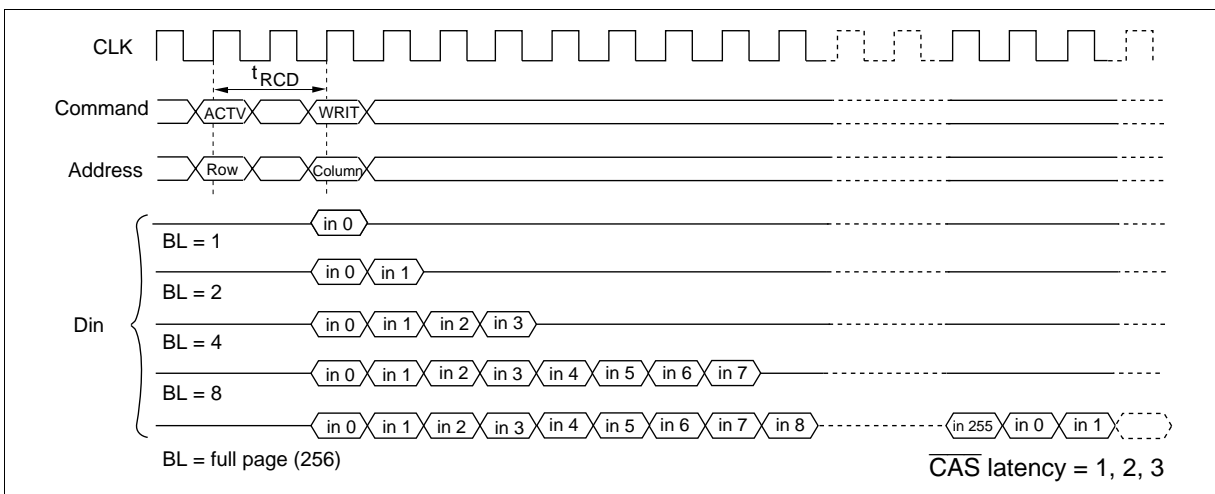 CLK
tRCD
Command ACTV WRIT
Address Row Column
in 0
BL = 1
in 0 in 1
BL = 2
Din
in 0 in 1 in 2 in 3
BL = 4
in 0 in 1 in 2 in 3 in 4 in 5 in 6 in 7
BL = 8
in 0 in 1 in 2 in 3 in 4 in 5 in 6 in 7 in 8 in 255 in 0 in 1
BL = full page (256)
CAS latency = 1, 2, 3